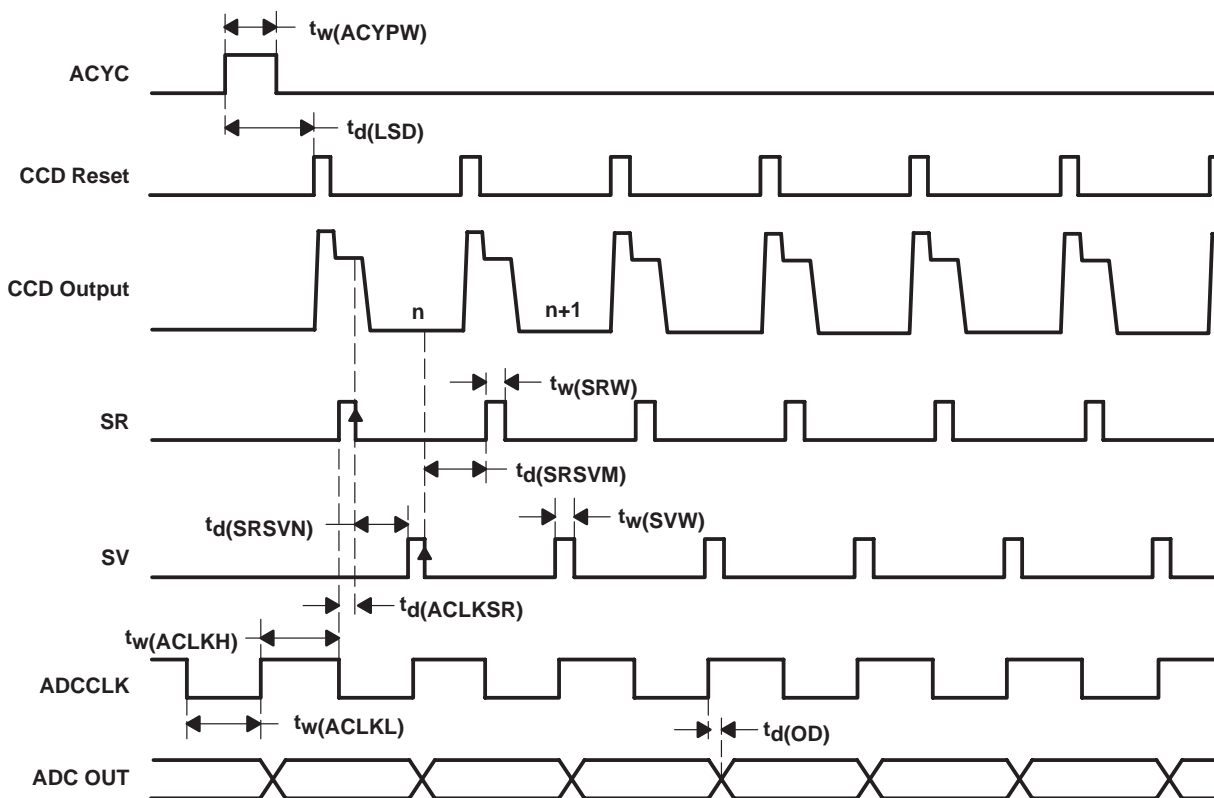 tw(ACYPW)
ACYC
td(LSD)
CCD Reset
CCD Output
n
n+1
tw(SRW)
SR
td(SRSVM)
td(SRSVN)
tw(SVW)
SV
td(ACLKSR)
tw(ACLKH)
ADCCLK
tw(ACLKL)
td(OD)
ADC OUT